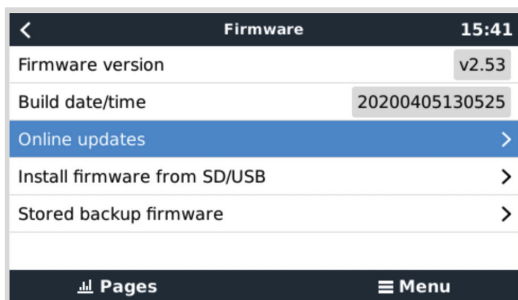 Firmware 15:41
Firmware version v2.53
Build date/time 20200405130525
Online updates
Install firmware from SD/USB
Stored backup firmware
Pages Menu